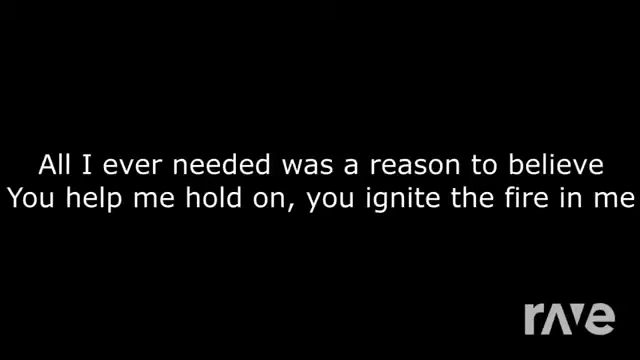 All I ever needed was a reason to believe
You help me hold on, you ignite the fire in me
rave